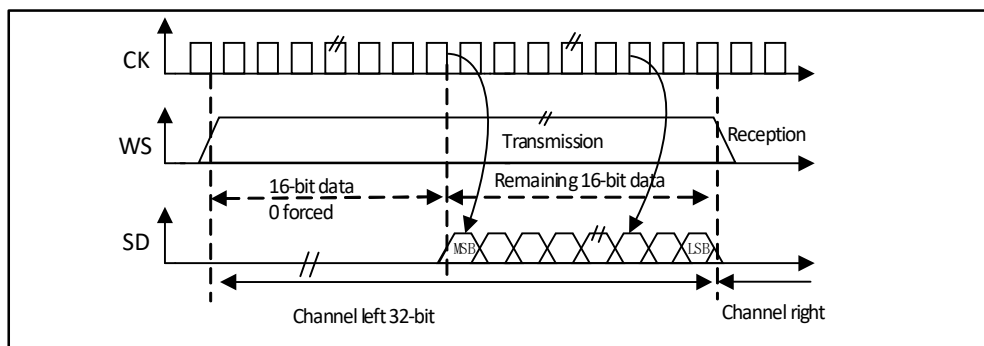 CK
WS
Transmission
Reception
16-bit data
0 forced
Remaining 16-bit data
SD
MSB
LSB
Channel left 32-bit
Channel right